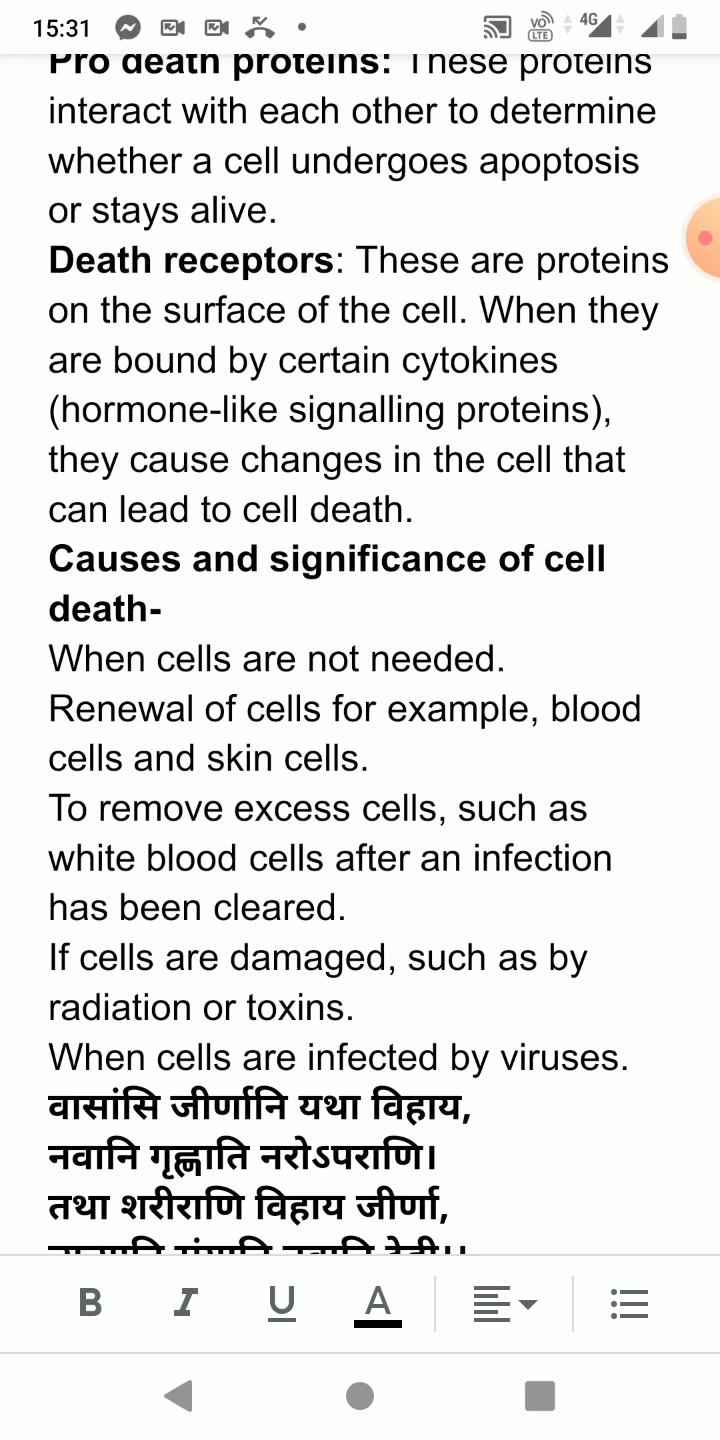 15:31
VO LTE 4G
Pro death proteins: These proteins
interact with each other to determine
whether a cell undergoes apoptosis
or stays alive.
Death receptors: These are proteins
on the surface of the cell. When they
are bound by certain cytokines
(hormone-like signalling proteins),
they cause changes in the cell that
can lead to cell death.
Causes and significance of cell
death-
When cells are not needed.
Renewal of cells for example, blood
cells and skin cells.
To remove excess cells, such as
white blood cells after an infection
has been cleared.
If cells are damaged, such as by
radiation or toxins.
When cells are infected by viruses.
वासांसि जीर्णानि यथा विहाय,
नवानि गृह्णाति नरोऽपराणि।
तथा शरीराणि विहाय जीर्णा,
B I U A